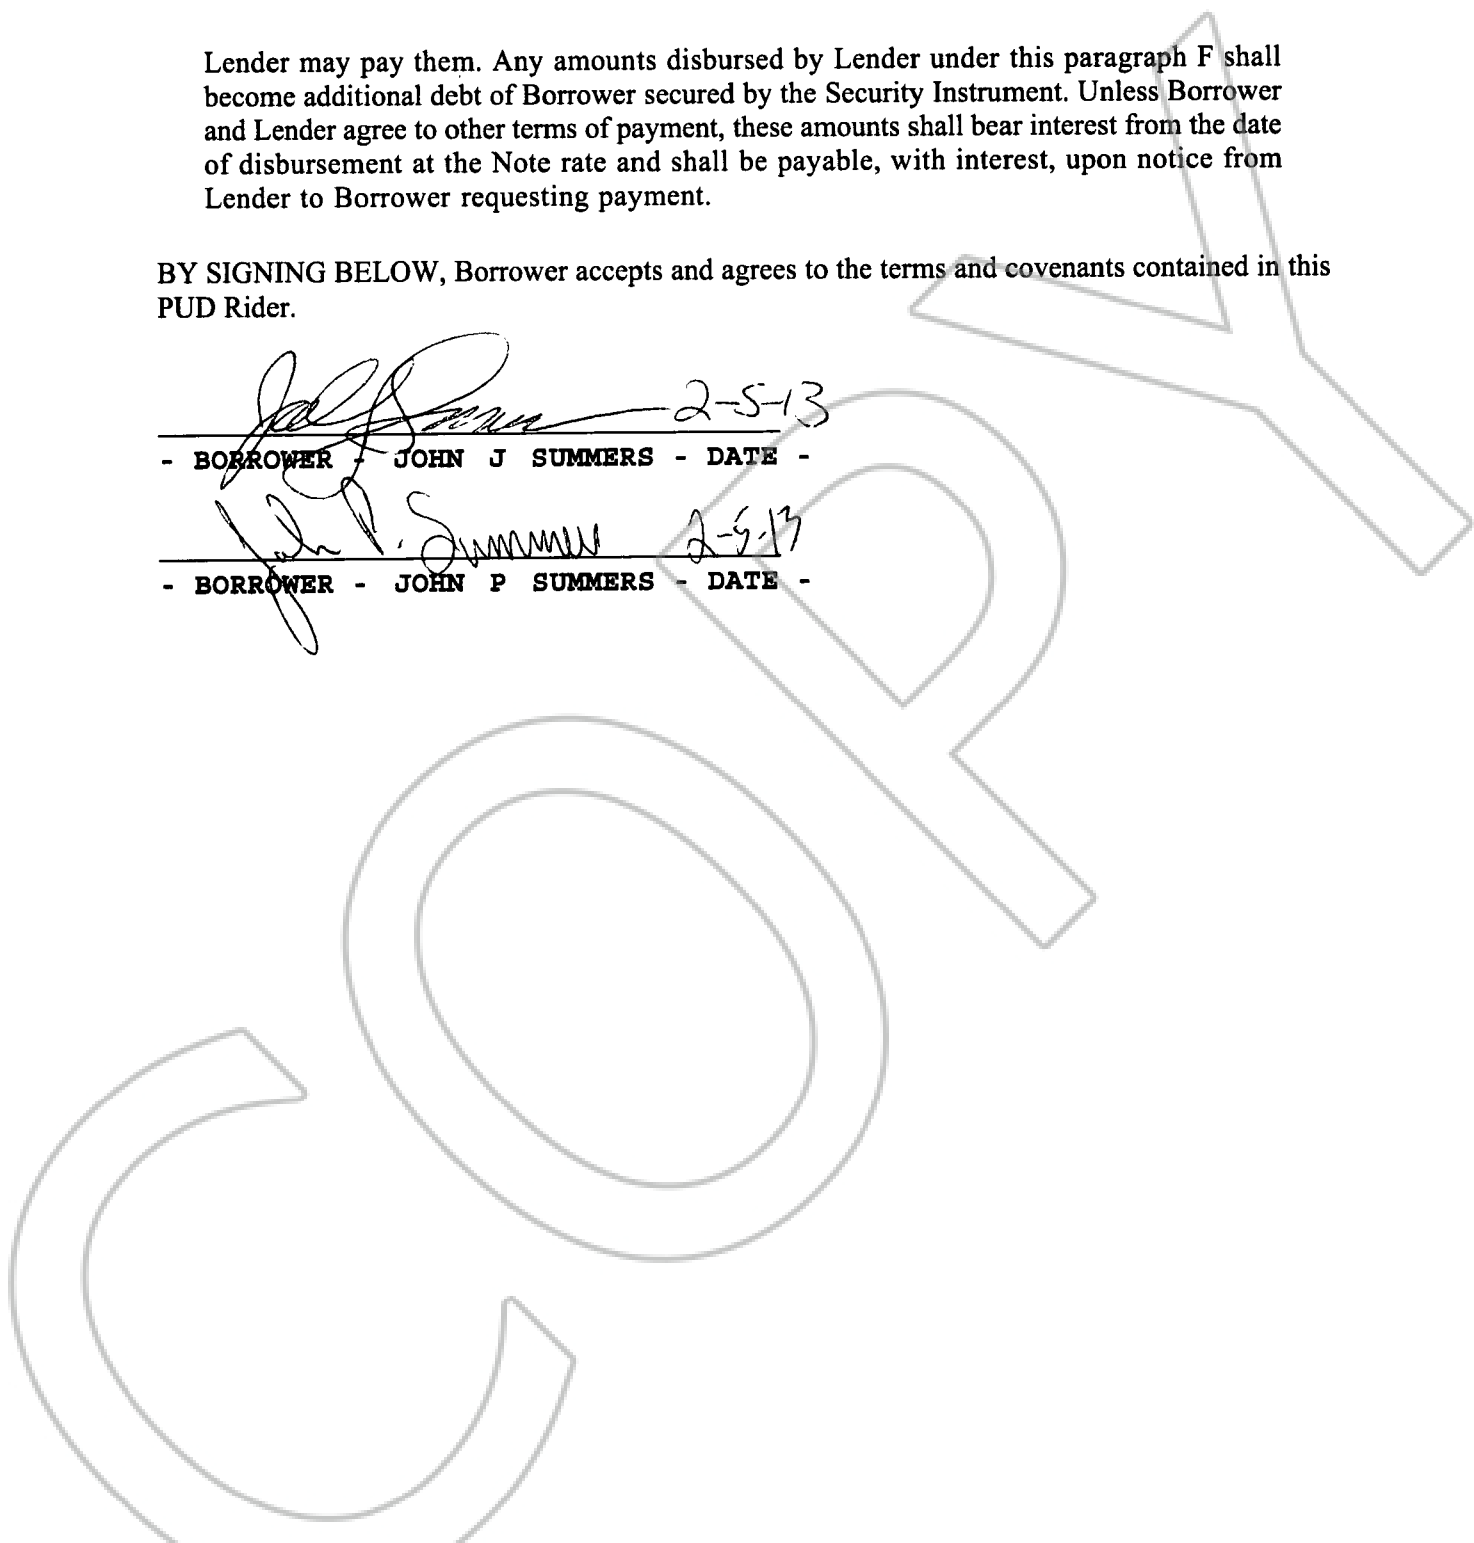 Lender may pay them. Any amounts disbursed by Lender under this paragraph F shall
become additional debt of Borrower secured by the Security Instrument. Unless Borrower
and Lender agree to other terms of payment, these amounts shall bear interest from the date
of disbursement at the Note rate and shall be payable, with interest, upon notice from
Lender to Borrower requesting payment.
BY SIGNING BELOW, Borrower accepts and agrees to the terms and covenants contained in this
PUD Rider.
2-5-13
- BORROWER - JOHN J SUMMERS - DATE -
John P. Summers 2-5-13
- BORROWER - JOHN P SUMMERS - DATE -
COPY